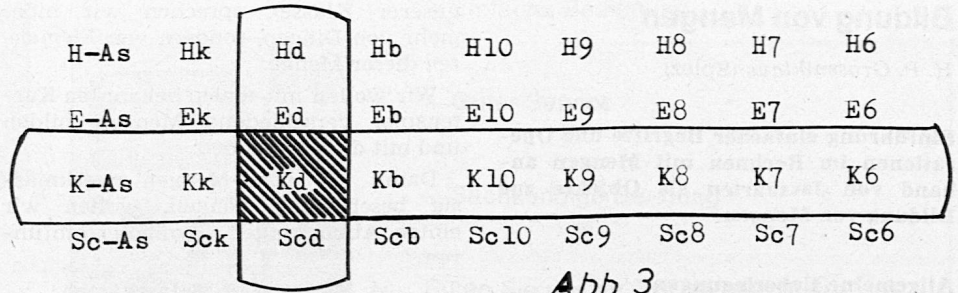 H-As Hk Hd Hb H10 H9 H8 H7 H6
E-As Ek Ed Eb E10 E9 E8 E7 E6
K-As Kk Kd Kb K10 K9 K8 K7 K6
Sc-As Sck Scd Scb Sc10 Sc9 Sc8 Sc7 Sc6
Abb 3